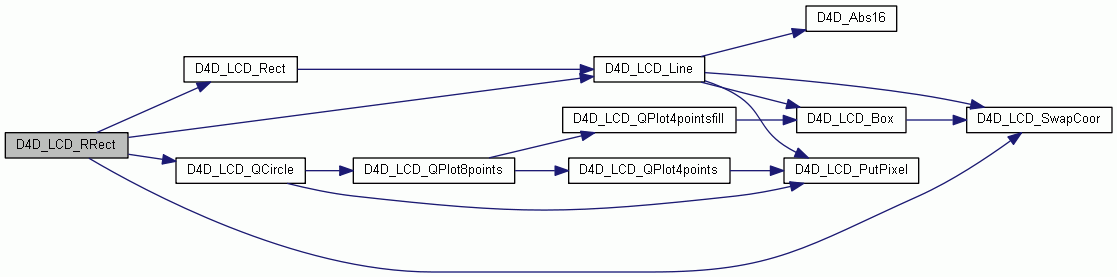 D4D_Abs16
D4D_LCD_Rect
D4D_LCD_Line
D4D_LCD_QPlot4pointsfill
D4D_LCD_Box
D4D_LCD_SwapCoor
D4D_LCD_RRect
D4D_LCD_QCircle
D4D_LCD_QPlot8points
D4D_LCD_QPlot4points
D4D_LCD_PutPixel